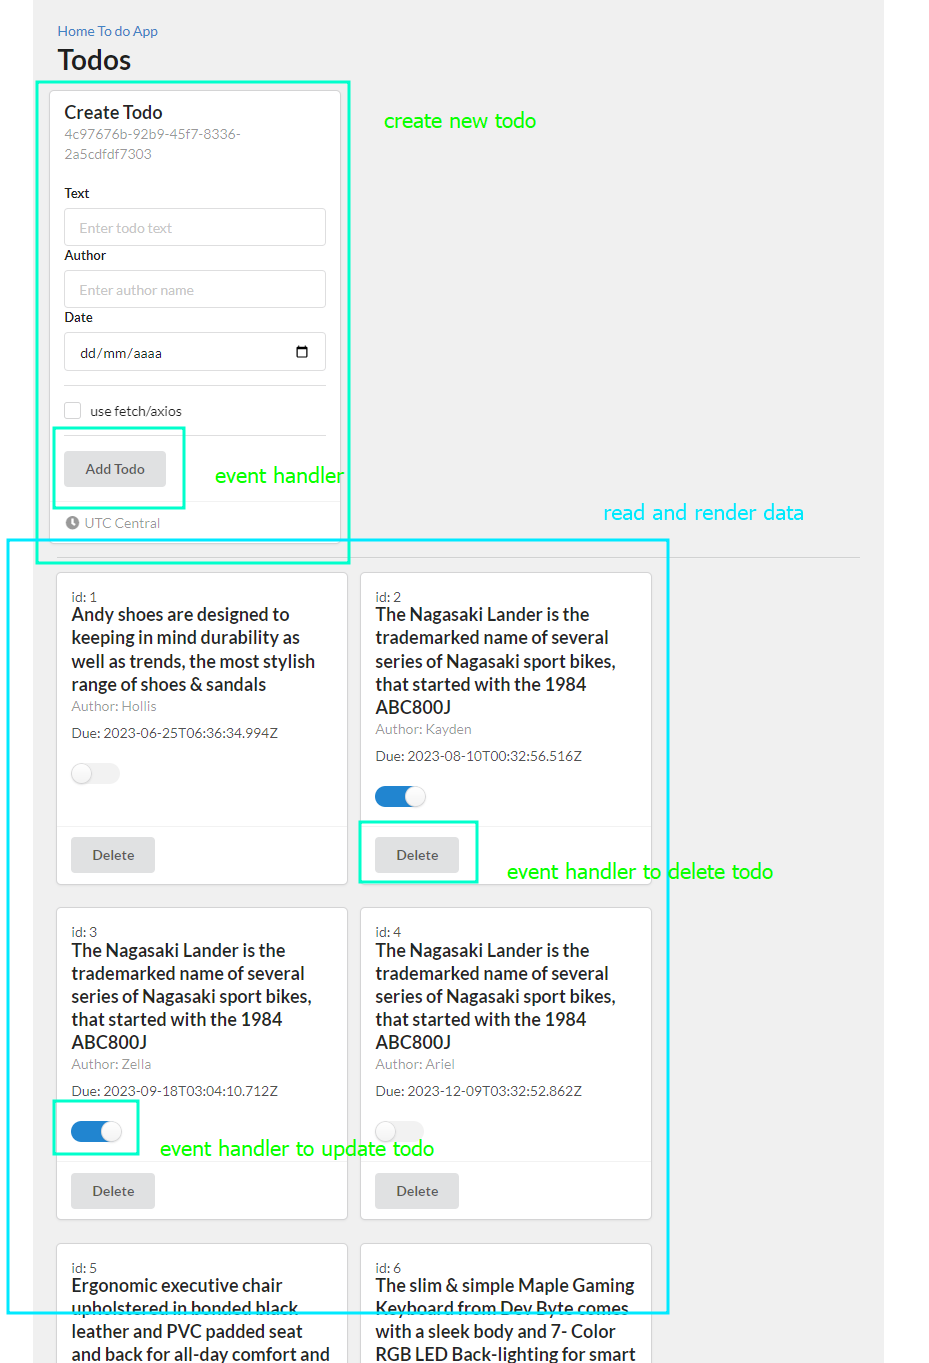 Home To do App
Todos
Create Todo
create new todo
4c97676b-92b9-45f7-8336-
2a5cdfdf7303
Text
Enter todo text
Author
Enter author name
Date
dd/mm/aaaa
use fetch/axios
Add Todo
event handler
UTC Central
read and render data
id: 1
Andy shoes are designed to
keeping in mind durability as
well as trends, the most stylish
range of shoes & sandals
Author: Hollis
Due: 2023-06-25T06:36:34.994Z
Delete
id: 2
The Nagasaki Lander is the
trademarked name of several
series of Nagasaki sport bikes,
that started with the 1984
ABC800J
Author: Kayden
Due: 2023-08-10T00:32:56.516Z
Delete
event handler to delete todo
id: 3
The Nagasaki Lander is the
trademarked name of several
series of Nagasaki sport bikes,
that started with the 1984
ABC800J
Author: Zella
Due: 2023-09-18T03:04:10.712Z
event handler to update todo
Delete
id: 4
The Nagasaki Lander is the
trademarked name of several
series of Nagasaki sport bikes,
that started with the 1984
ABC800J
Author: Ariel
Due: 2023-12-09T03:32:52.862Z
Delete
id: 5
Ergonomic executive chair
upholstered in bonded black
leather and PVC padded seat
and back for all-day comfort and
id: 6
The slim & simple Maple Gaming
Keyboard from Dev Byte comes
with a sleek body and 7- Color
RGB LED Back-lighting for smart